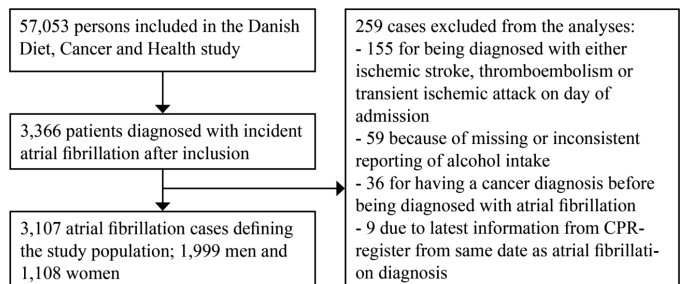 57,053 persons included in the Danish
Diet, Cancer and Health study
3,366 patients diagnosed with incident
atrial fibrillation after inclusion
3,107 atrial fibrillation cases defining
the study population; 1,999 men and
1,108 women
259 cases excluded from the analyses:
- 155 for being diagnosed with either
ischemic stroke, thromboembolism or
transient ischemic attack on day of
admission
- 59 because of missing or inconsistent
reporting of alcohol intake
- 36 for having a cancer diagnosis before
being diagnosed with atrial fibrillation
- 9 due to latest information from CPR-
register from same date as atrial fibrillati-
on diagnosis